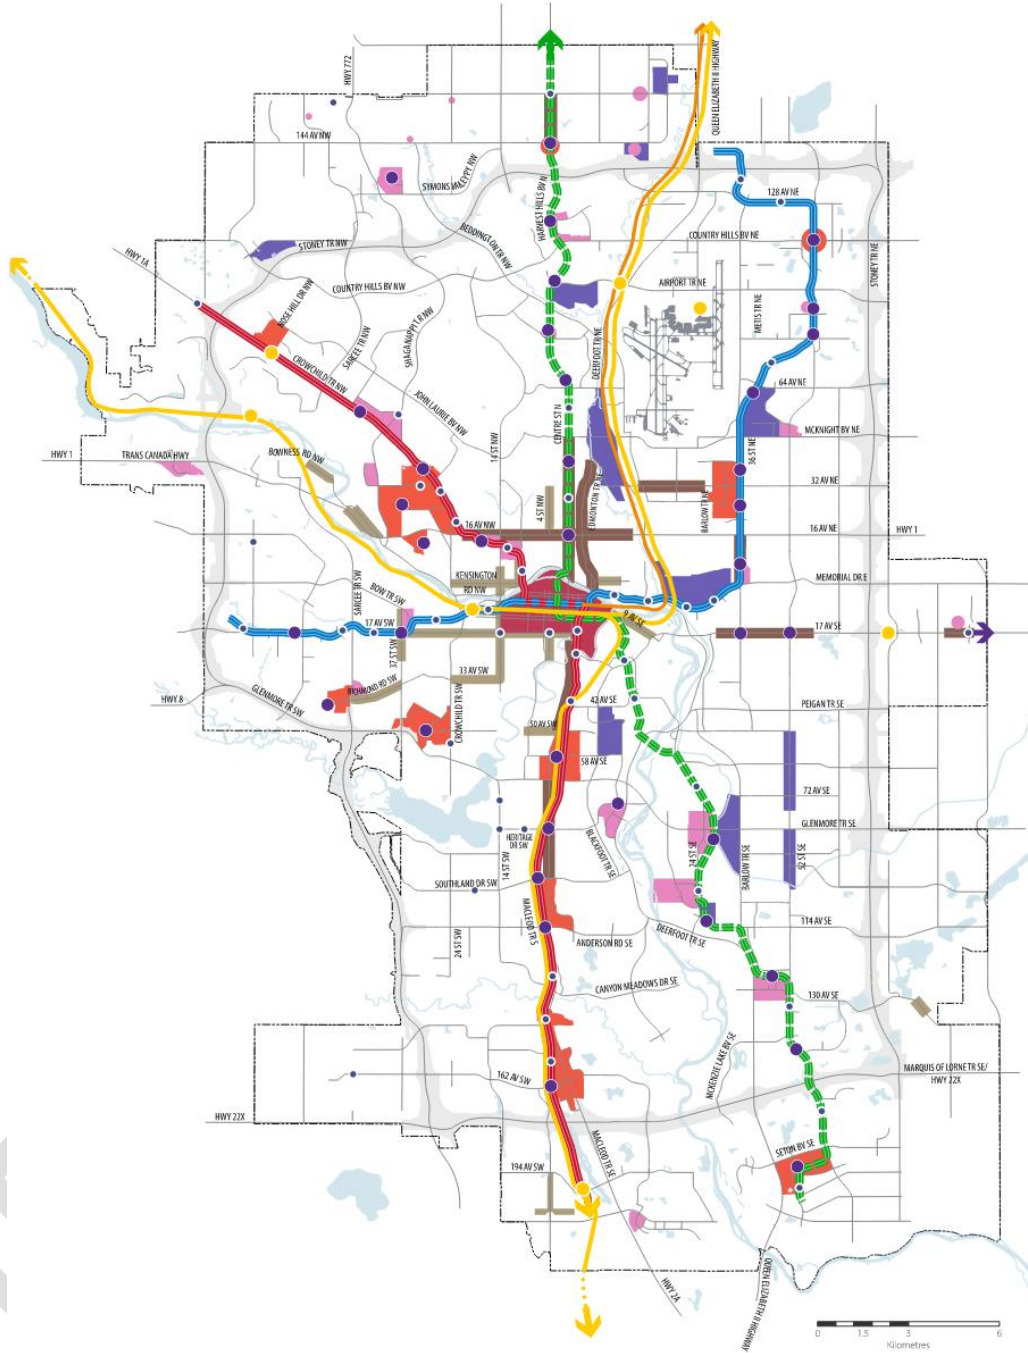 HWY 772
QUEEN ELIZABETH II HIGHWAY
144 AV NW
SYMONS VALLEY PY NW
128 AV NE
HARVEST HILLS BV N
BEDDINGTON TR NW
COUNTRY HILLS BV NE
STONEY TR NW
STONEY TR NE
HWY 1A
COUNTRY HILLS BV NW
AIRPORT TR NE
NOSE HILL DR NW
METIS TR NE
SARCEE TR NW
SHAGANAPPI TR NW
DEERFOOT TR NE
CROWCHILD TR NW
64 AV NE
JOHN LAURIE BV NW
CENTRE ST N
MCKNIGHT BV NE
14 ST NW
36 ST NE
HWY 1
TRANS CANADA HWY
BOWNESS RD NW
32 AV NE
EDMONTON TR NE
BARLOW TR NE
4 ST NW
16 AV NW
16 AV NE
HWY 1
KENSINGTON
RD NW
MEMORIAL DR E
SARCEE TR SW
BOW TR SW
17 AV SW
9 AV SE
17 AV SE
37 ST SW
33 AV SW
RICHMOND RD SW
HWY 8
GLENMORE TR SW
CROWCHILD TR SW
42 AV SE
PEIGAN TR SE
50 AV SW
58 AV SE
72 AV SE
GLENMORE TR SE
HERITAGE
DR SW
BLACKFOOT TR SE
24 ST SE
BARLOW TR SE
52 ST SE
14 ST SW
SOUTHLAND DR SW
MACLEOD TR S
114 AV SE
DEERFOOT TR SE
24 ST SW
ANDERSON RD SE
CANYON MEADOWS DR SE
130 AV SE
MCKENZIE LAKE BV SE
162 AV SW
MARQUIS OF LORNE TR SE/
HWY 22X
HWY 22X
MACLEOD TR SE
SETON BV SE
194 AV SW
HWY 2A
QUEEN ELIZABETH II HIGHWAY
0 1.5 3 6
Kilometres